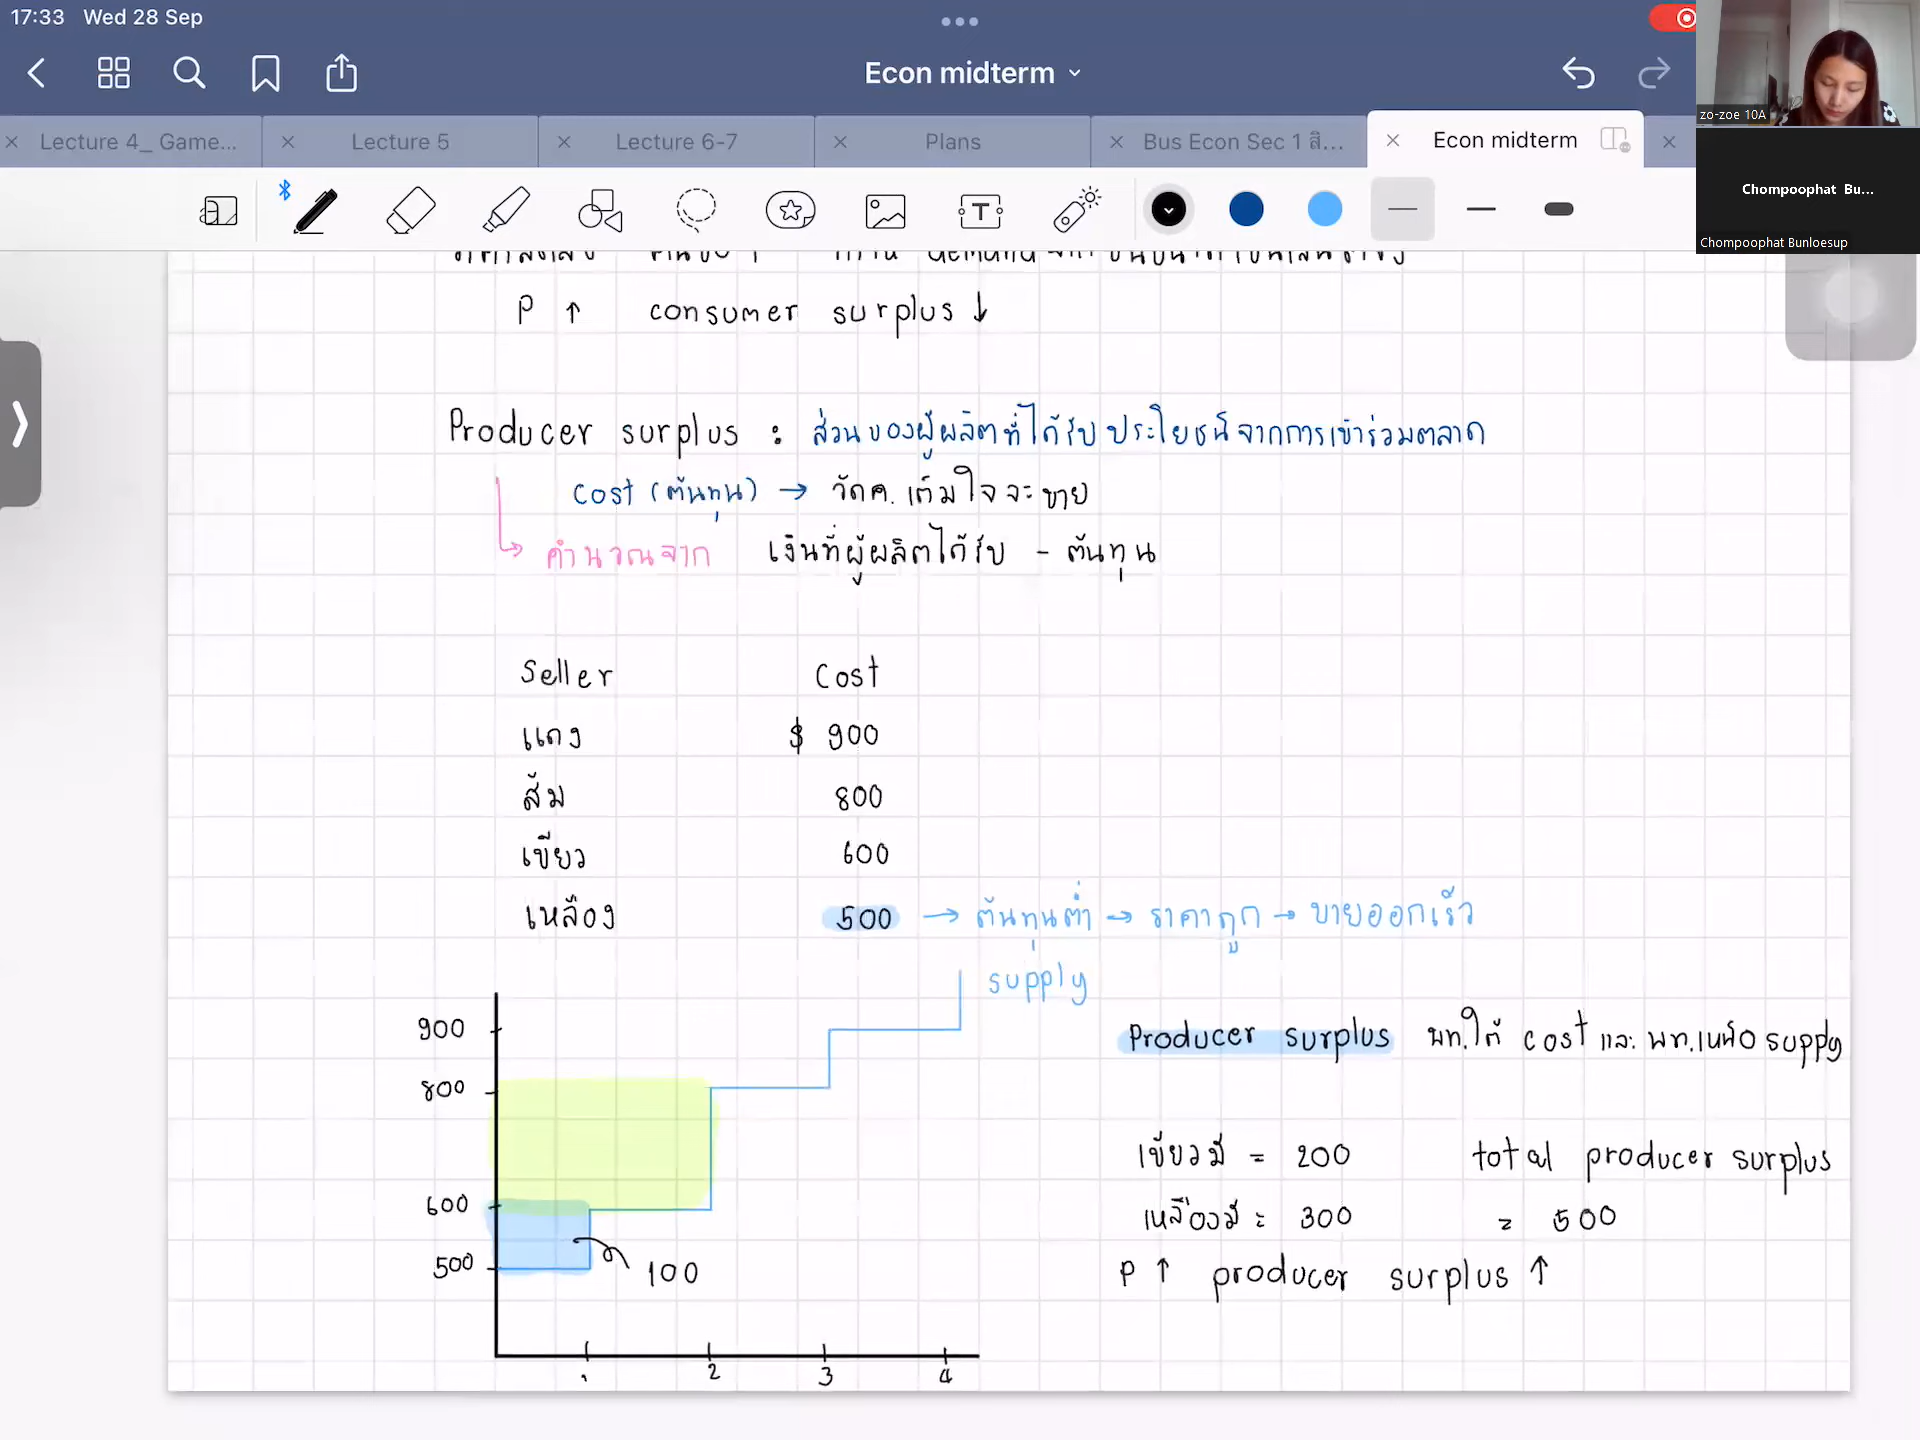 17:33 Wed 28 Sep
Econ midterm
zo-zoe 10A
Lecture 4_ Game...
Lecture 5
Lecture 6-7
Plans
Bus Econ Sec 1 สิ...
Econ midterm
Chompoophat Bu...
Chompoophat Bunloesup
demand
P ↑ consumer surplus ↓
Producer surplus : ส่วนของผู้ผลิตที่ได้รับประโยชน์จากการเข้าร่วมตลาด
cost (ต้นทุน) → วัดค.เต็มใจจะขาย
คำนวณจาก เงินที่ผู้ผลิตได้รับ - ต้นทุน
Seller Cost
แดง $ 900
ส้ม 800
เขียว 600
เหลือง 500 → ต้นทุนต่ำ → ราคาถูก → ขายออกเร็ว
supply
900
800
600
500
100
1 2 3 4
Producer surplus พท.ใต้ cost และ พท.เหนือ supply
เขียวมี = 200 total producer surplus
เหลืองมี = 300 = 500
P ↑ producer surplus ↑